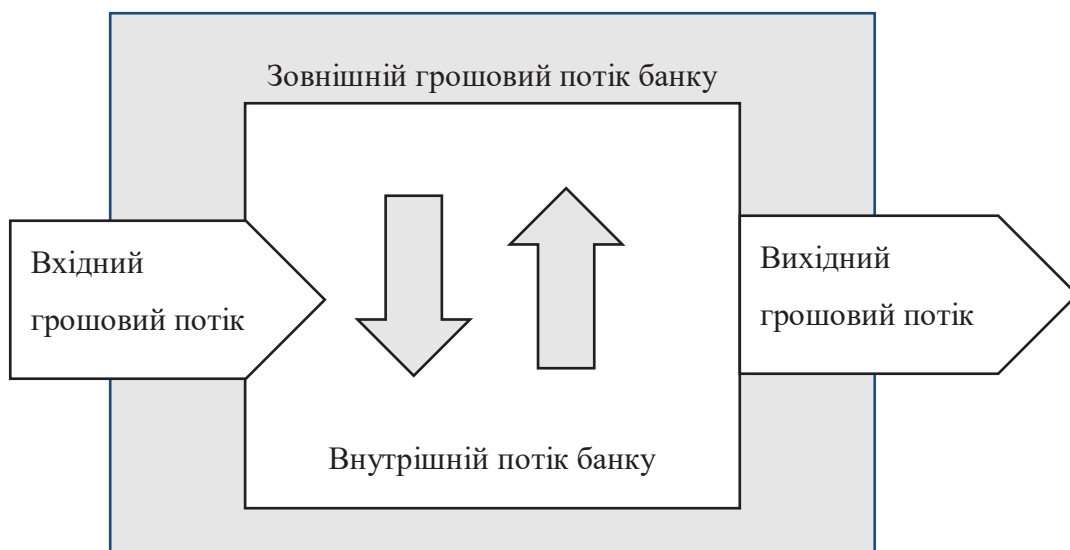 Зовнішній грошовий потік банку
Вхідний
грошовий потік
Вихідний
грошовий потік
Внутрішній потік банку